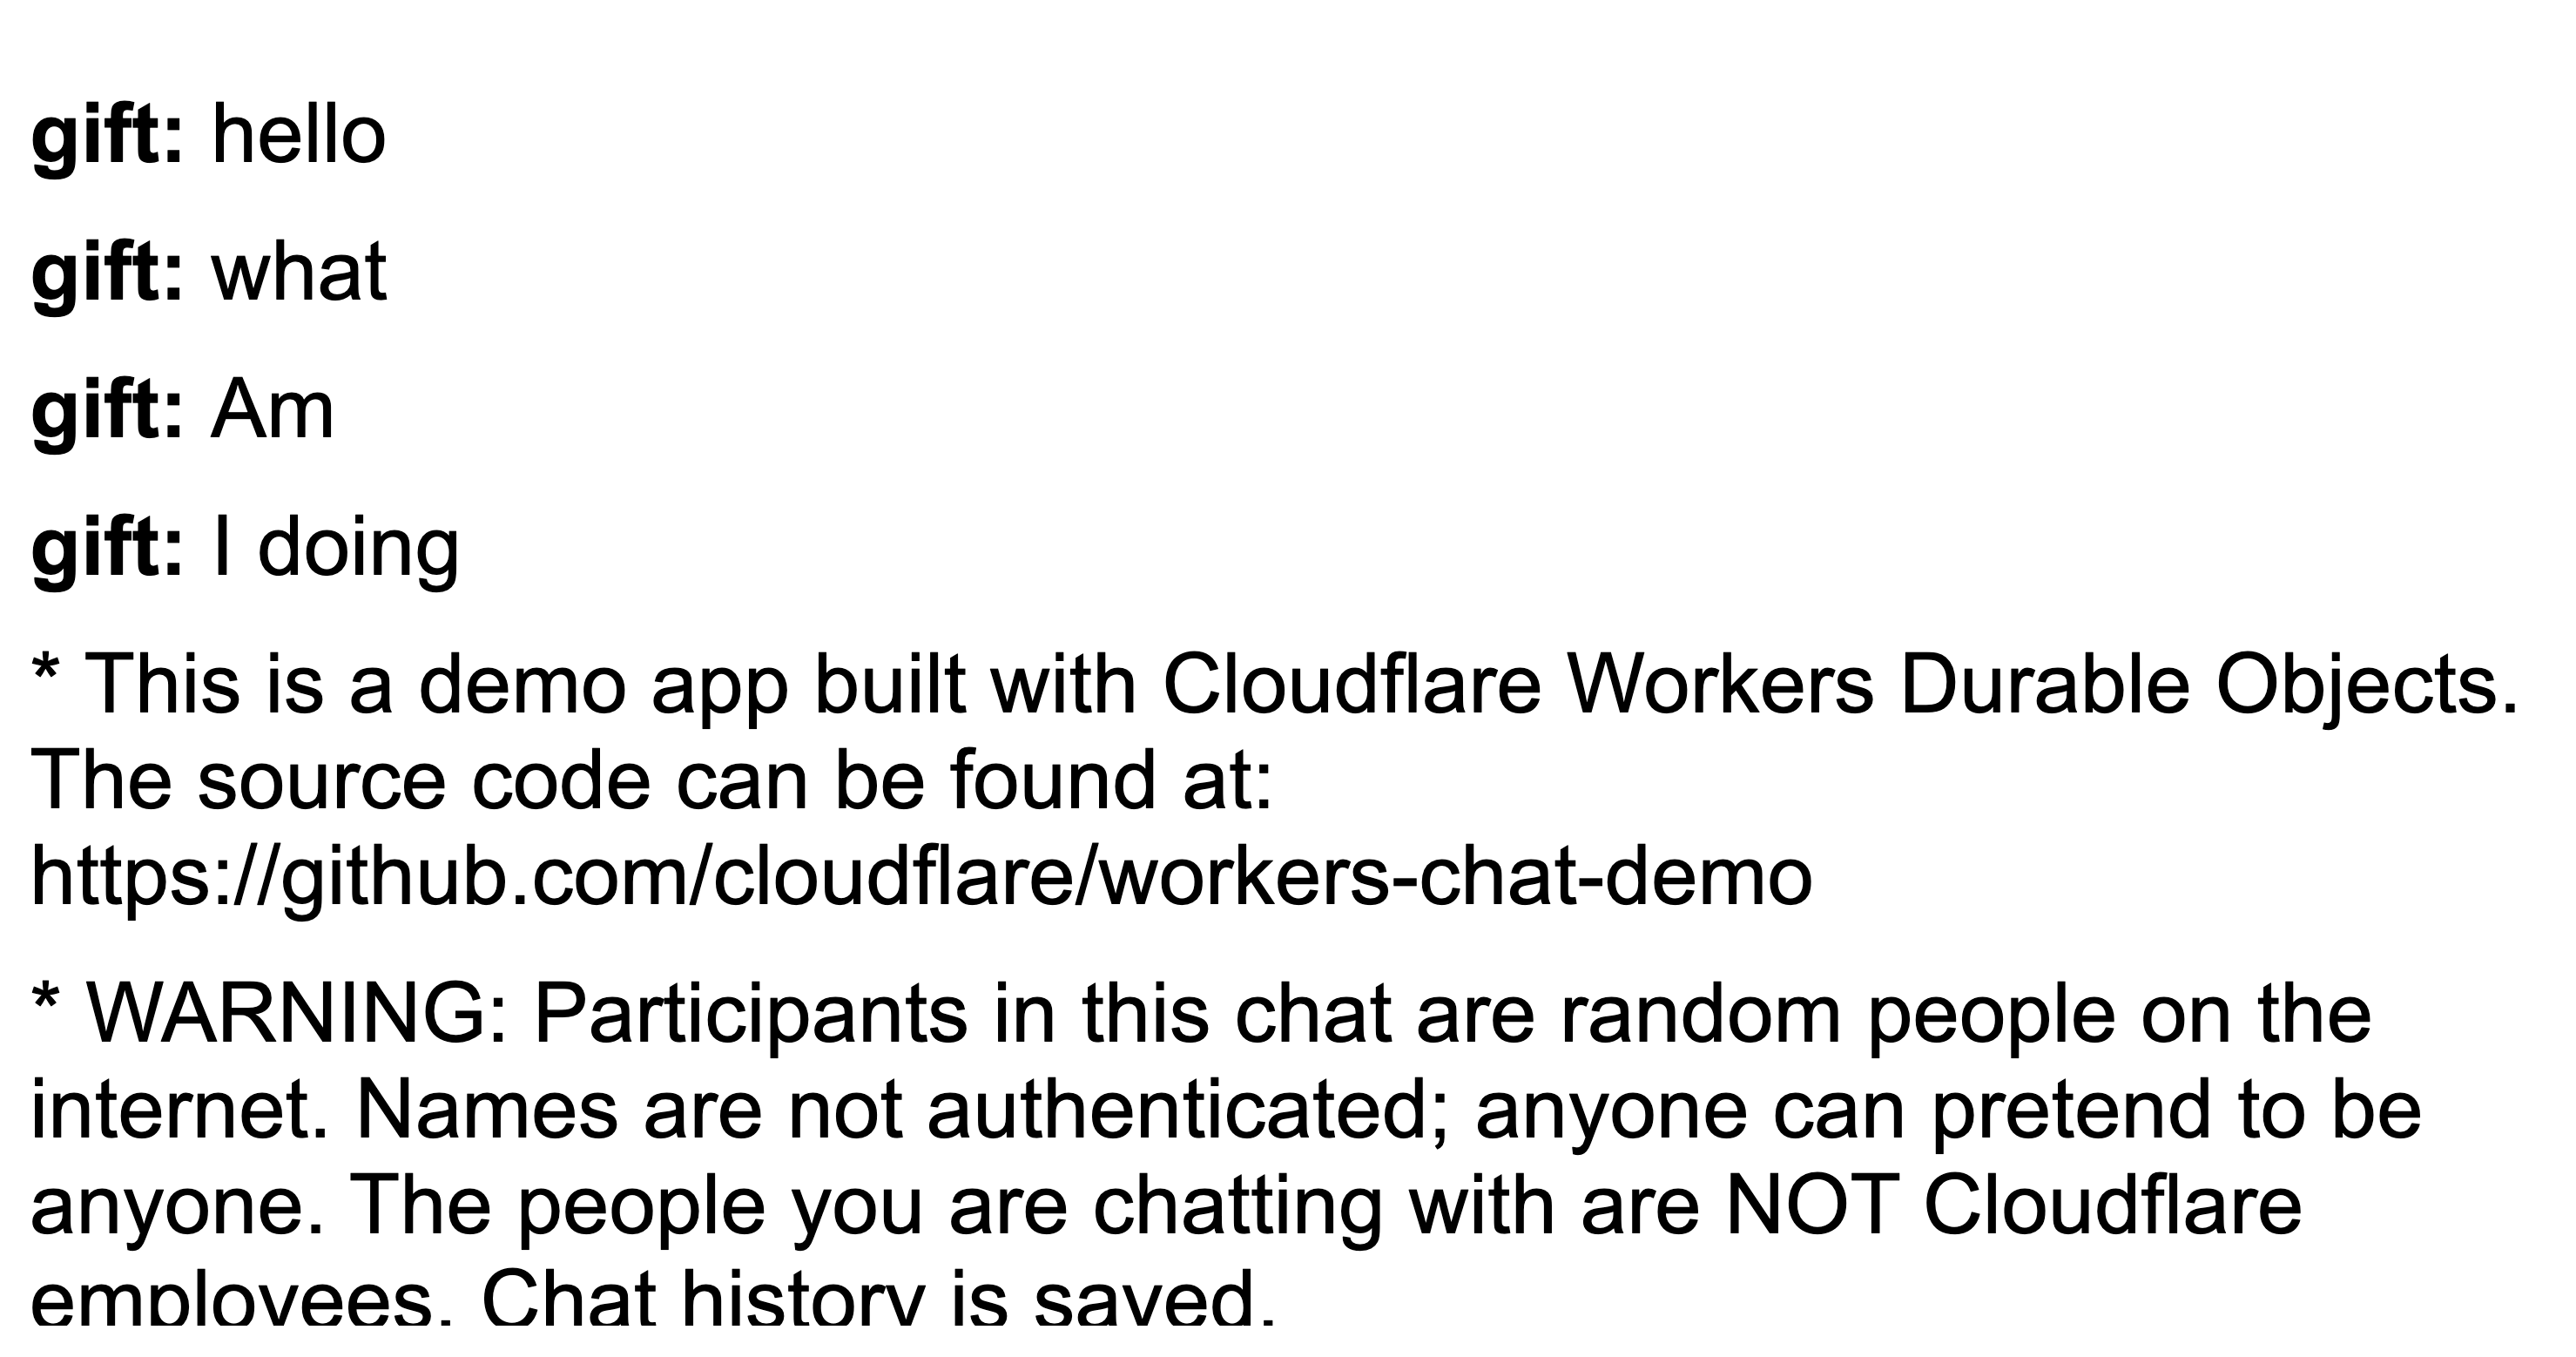 gift: hello
gift: what
gift: Am
gift: I doing
* This is a demo app built with Cloudflare Workers Durable Objects.
The source code can be found at:
https://github.com/cloudflare/workers-chat-demo
* WARNING: Participants in this chat are random people on the
internet. Names are not authenticated; anyone can pretend to be
anyone. The people you are chatting with are NOT Cloudflare
employees. Chat history is saved.